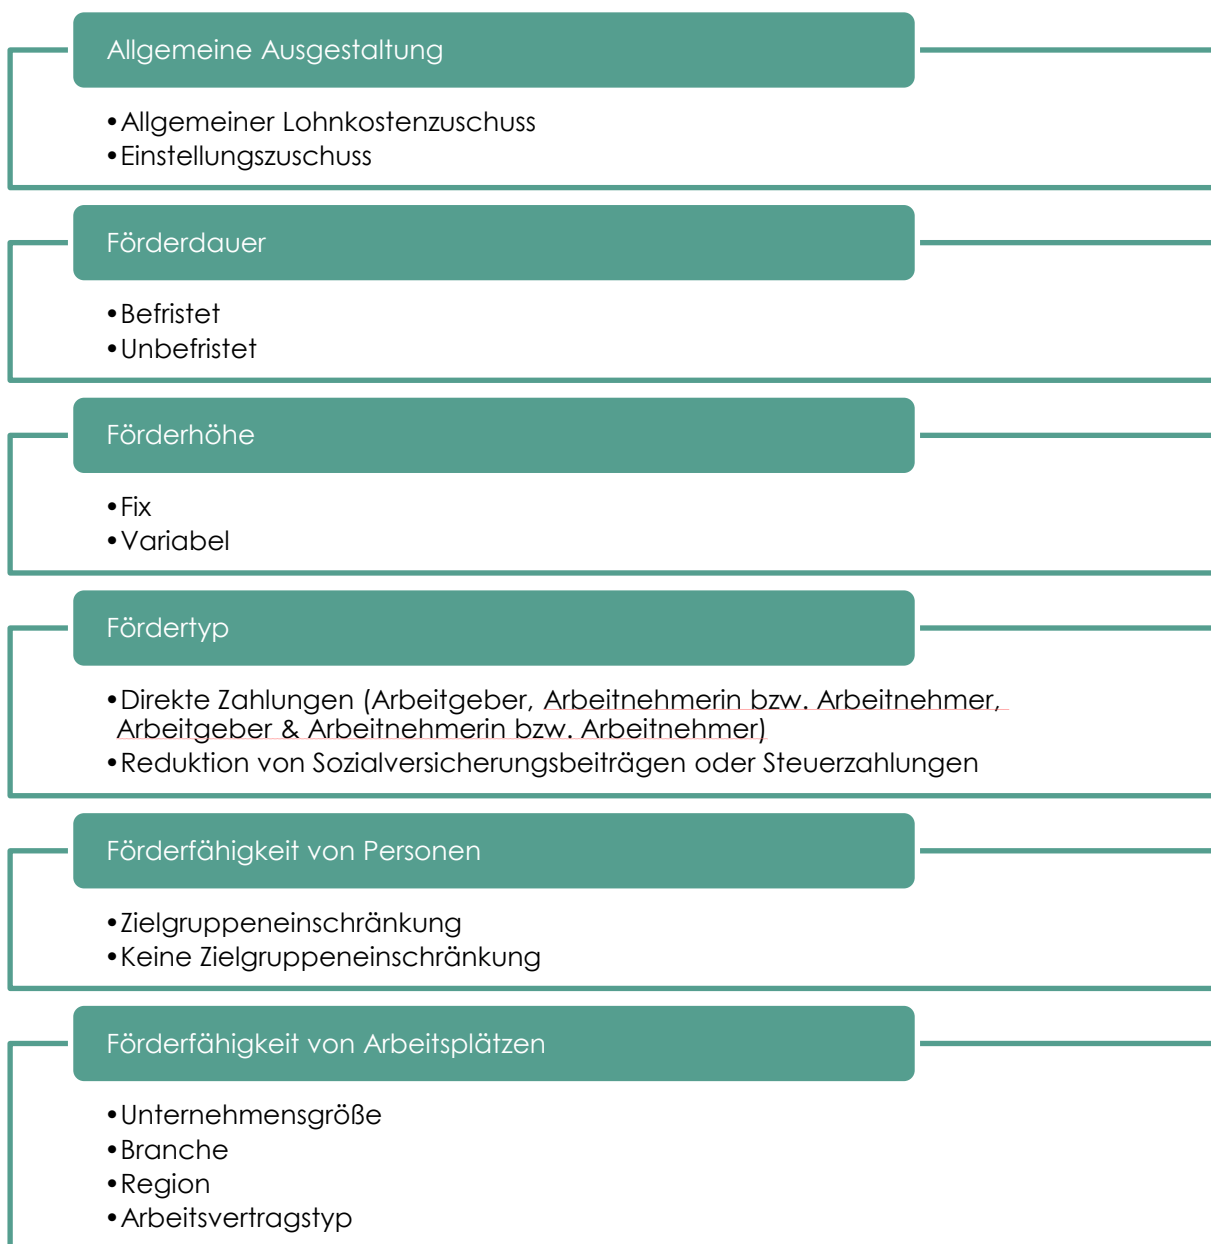 Allgemeine Ausgestaltung
•Allgemeiner Lohnkostenzuschuss
•Einstellungszuschuss
Förderdauer
•Befristet
•Unbefristet
Förderhöhe
•Fix
•Variabel
Fördertyp
•Direkte Zahlungen (Arbeitgeber, Arbeitnehmerin bzw. Arbeitnehmer,
Arbeitgeber & Arbeitnehmerin bzw. Arbeitnehmer)
•Reduktion von Sozialversicherungsbeiträgen oder Steuerzahlungen
Förderfähigkeit von Personen
•Zielgruppeneinschränkung
•Keine Zielgruppeneinschränkung
Förderfähigkeit von Arbeitsplätzen
•Unternehmensgröße
•Branche
•Region
•Arbeitsvertragstyp